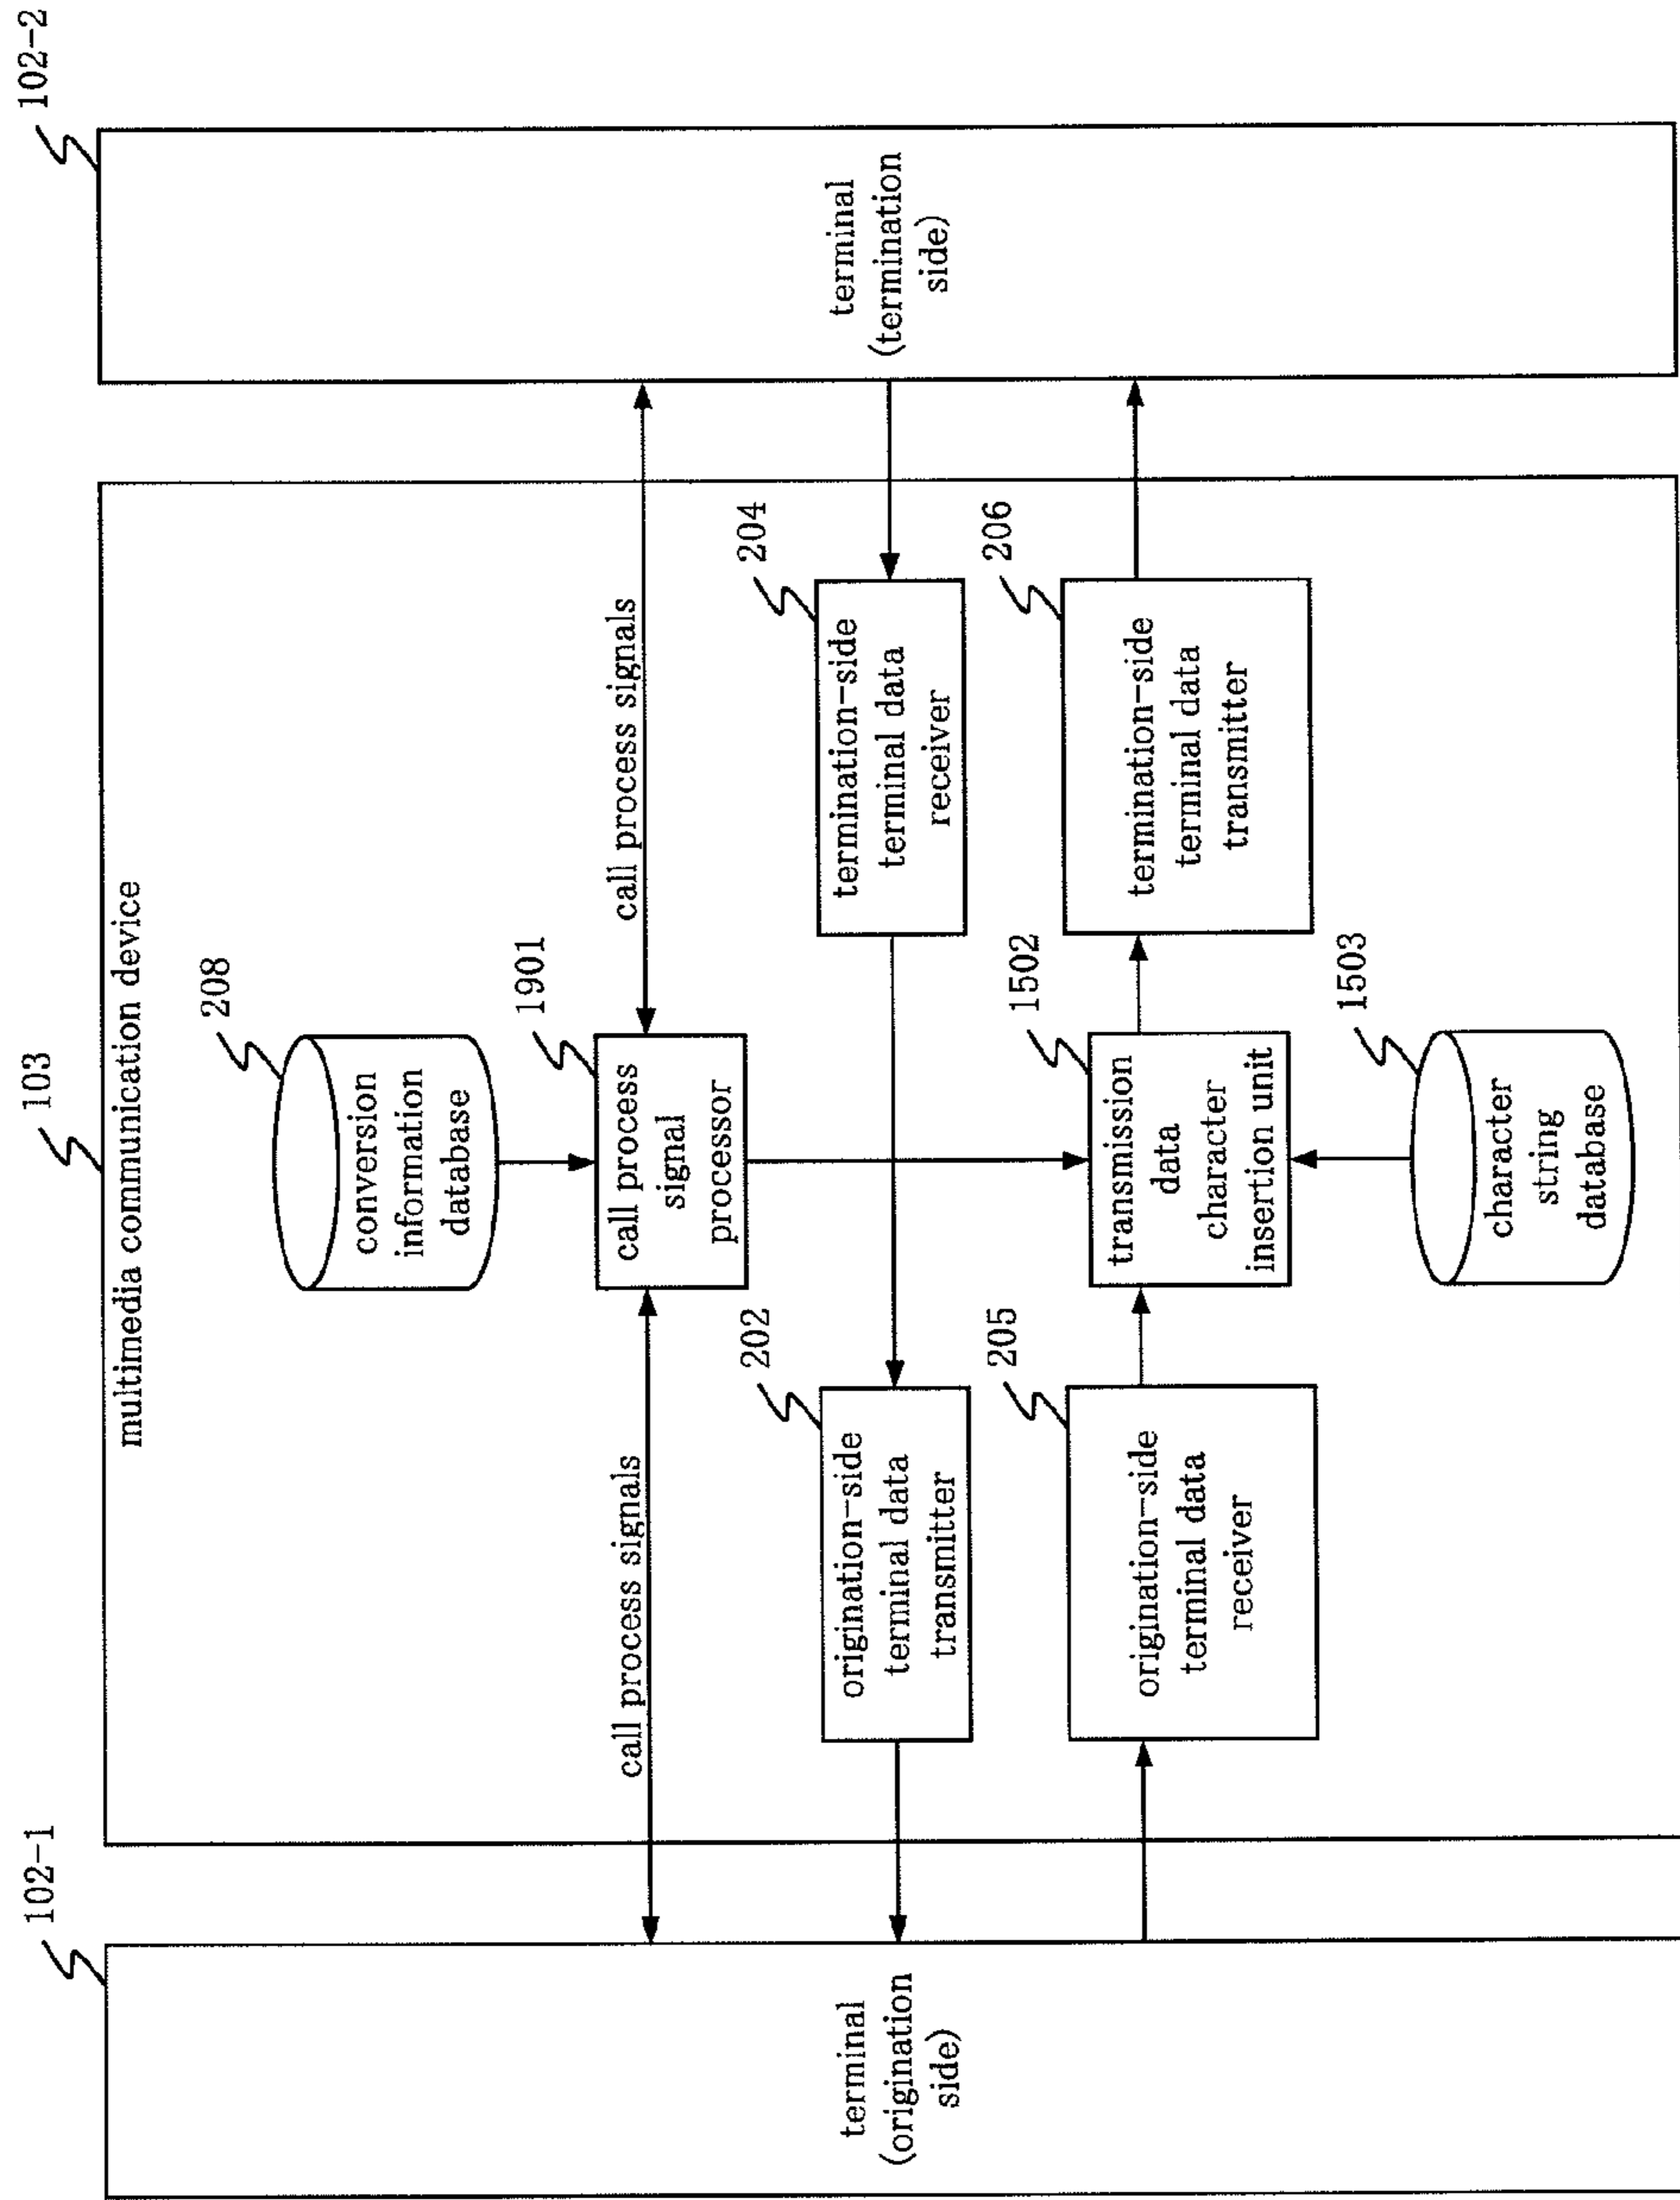 102-1
terminal
(origination
side)
103
multimedia communication device
208
conversion
information
database
call process signals
1901
call process
signal
processor
call process signals
202
origination-side
terminal data
transmitter
204
termination-side
terminal data
receiver
205
origination-side
terminal data
receiver
1502
transmission
data
character
insertion unit
206
termination-side
terminal data
transmitter
1503
character
string
database
102-2
terminal
(termination
side)